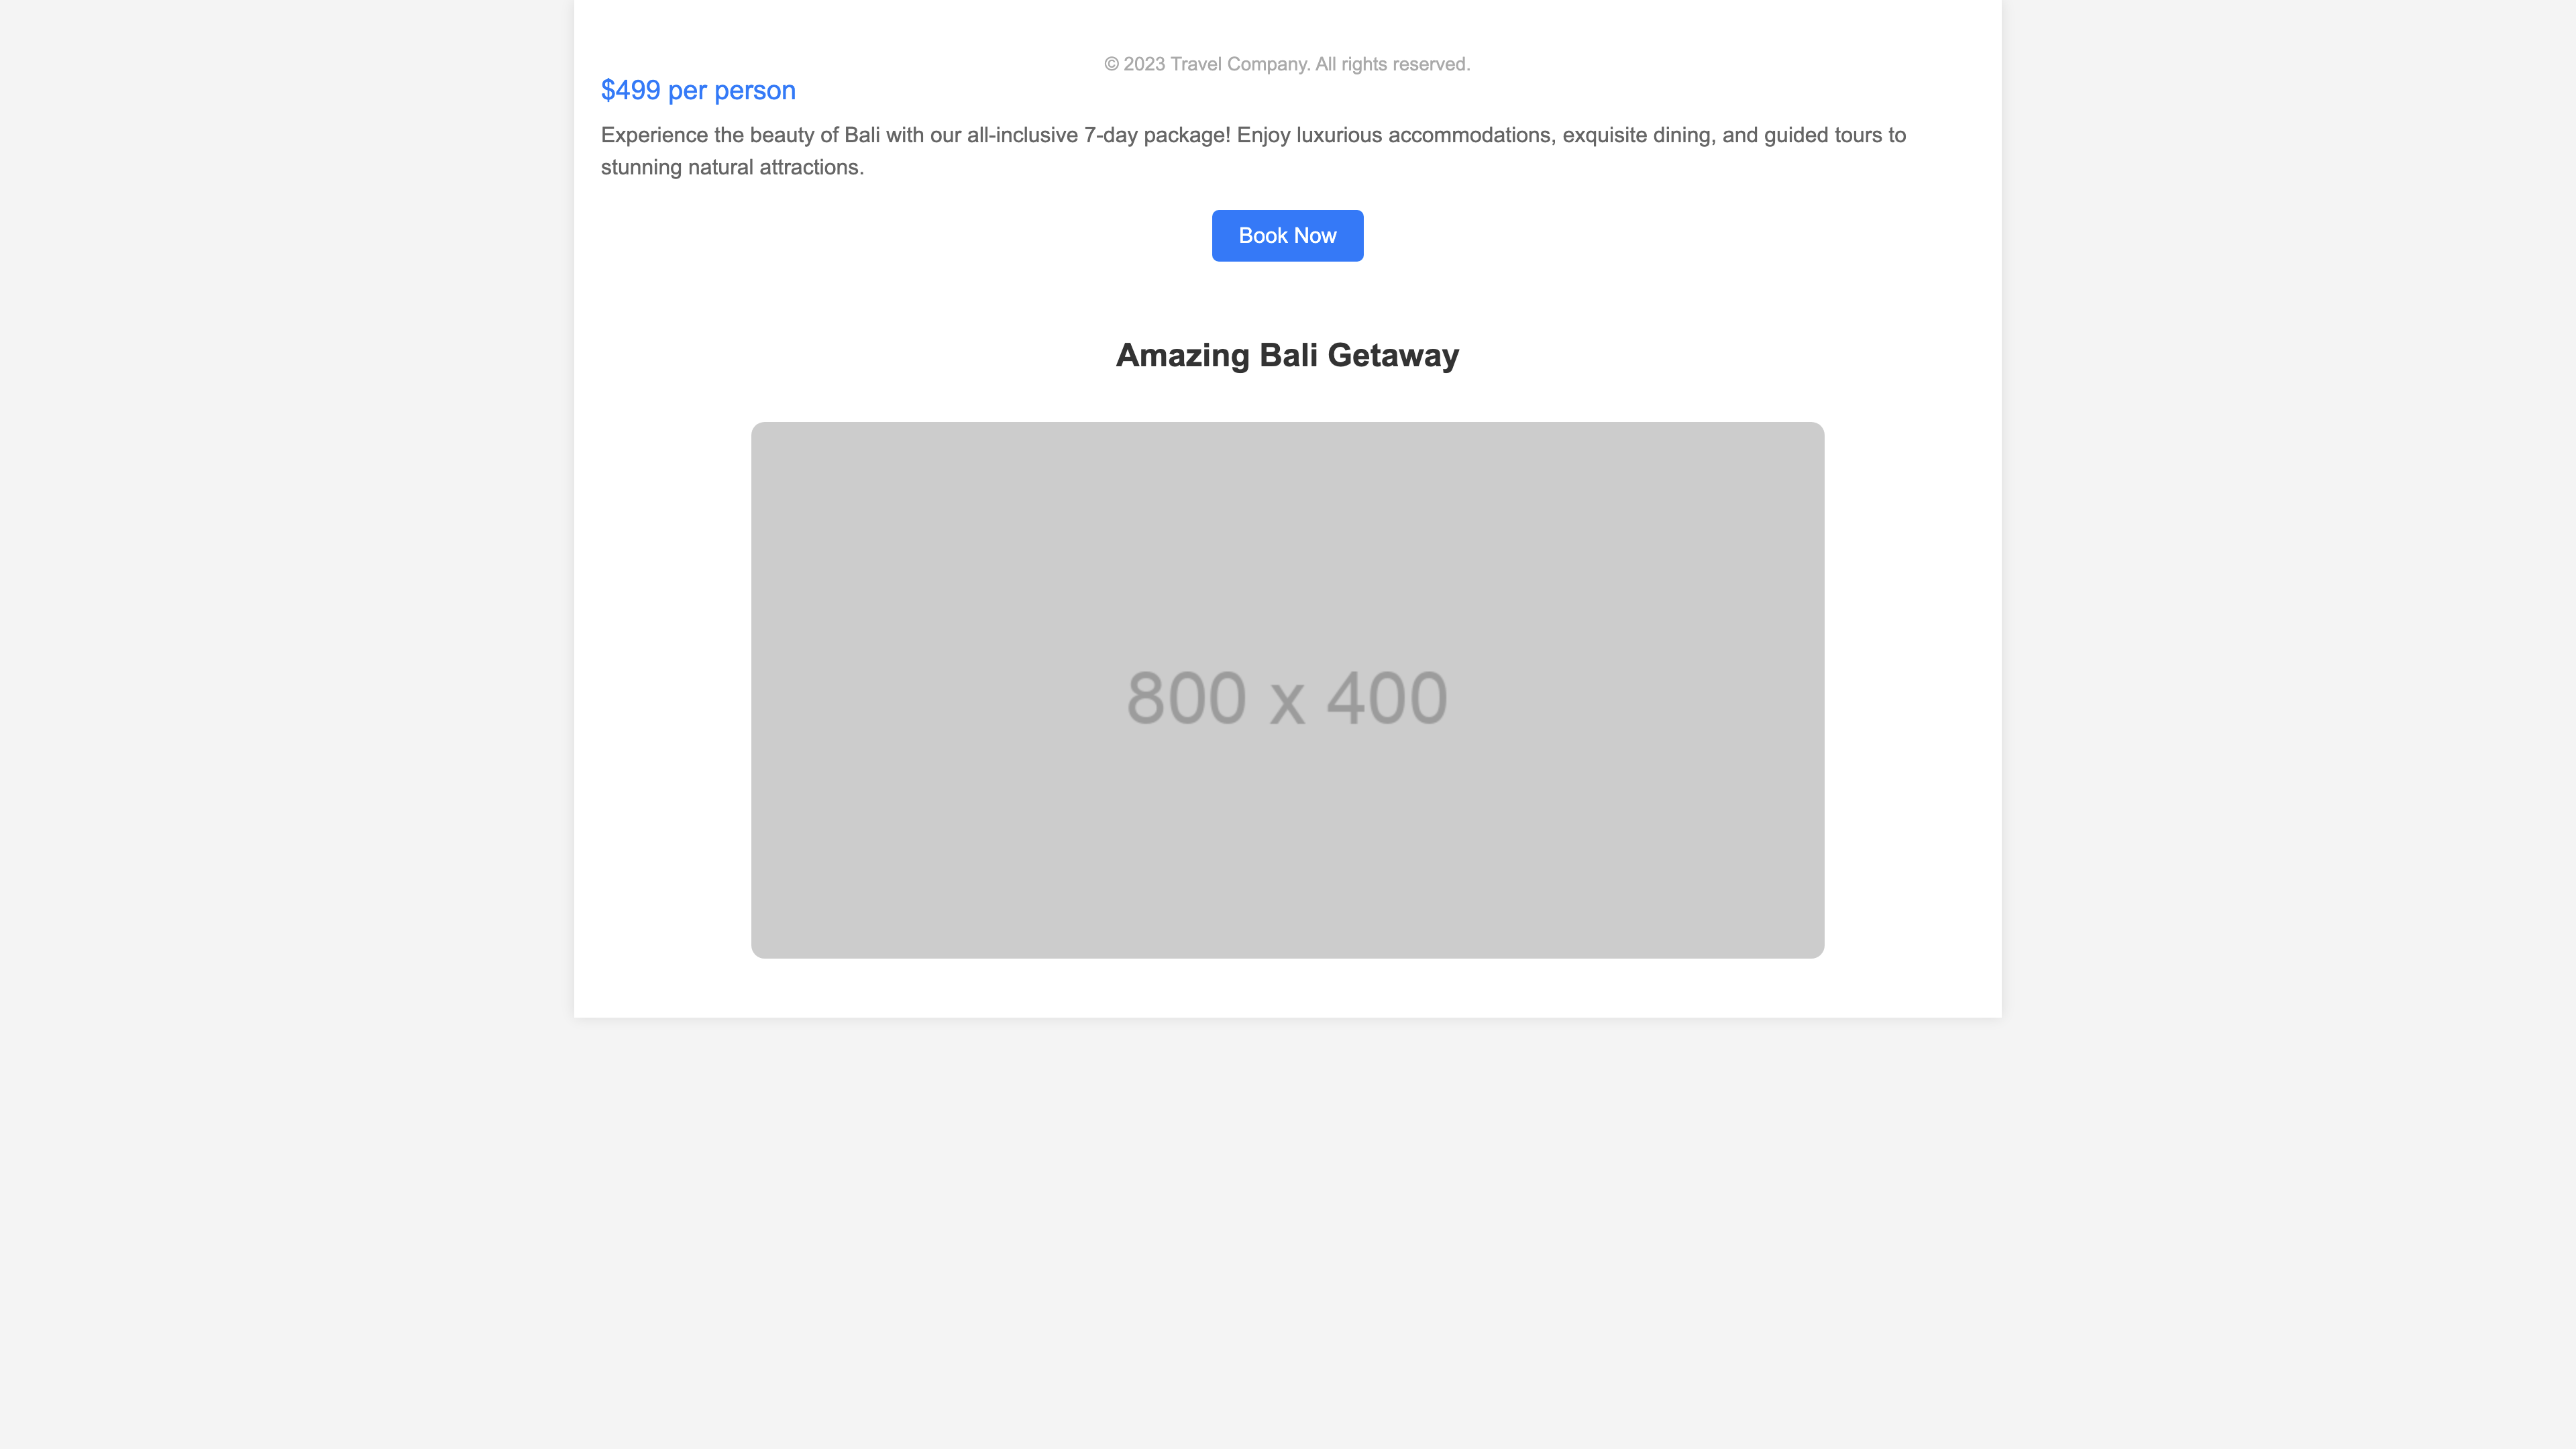 © 2023 Travel Company. All rights reserved.
$499 per person
Experience the beauty of Bali with our all-inclusive 7-day package! Enjoy luxurious accommodations, exquisite dining, and guided tours to
stunning natural attractions.
Book Now
Amazing Bali Getaway
800 x 400